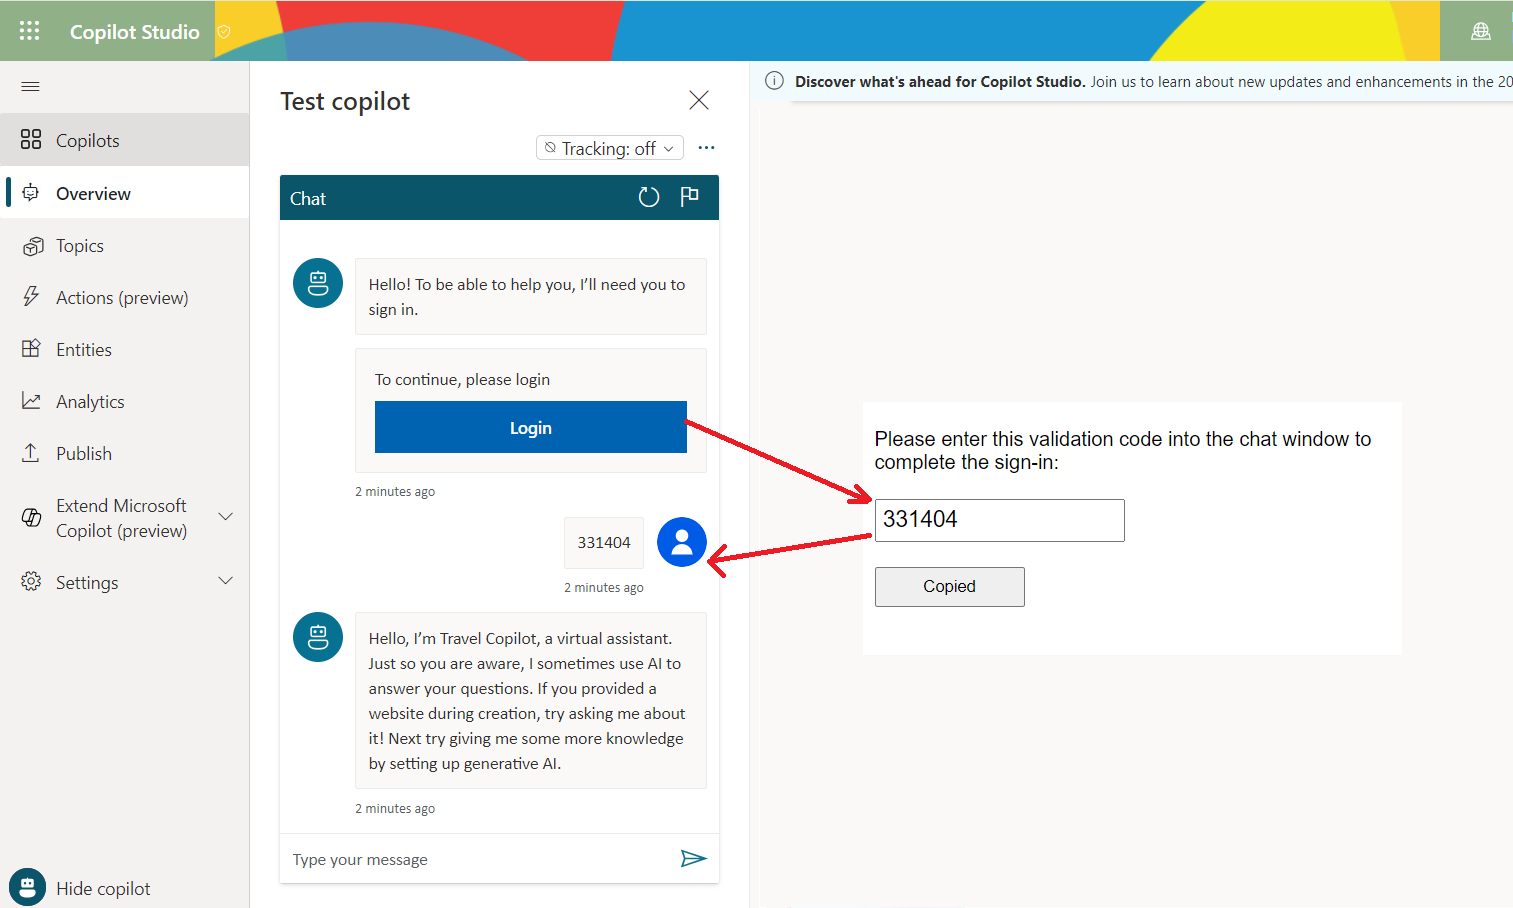 Copilot Studio
Discover what's ahead for Copilot Studio. Join us to learn about new updates and enhancements in the 20
Copilots
Overview
Topics
Actions (preview)
Entities
Analytics
Publish
Extend Microsoft
Copilot (preview)
Settings
Hide copilot
Test copilot
Tracking: off
Chat
Hello! To be able to help you, I’ll need you to
sign in.
To continue, please login
Login
2 minutes ago
331404
2 minutes ago
Hello, I’m Travel Copilot, a virtual assistant.
Just so you are aware, I sometimes use AI to
answer your questions. If you provided a
website during creation, try asking me about
it! Next try giving me some more knowledge
by setting up generative AI.
2 minutes ago
Type your message
Please enter this validation code into the chat window to
complete the sign-in:
331404
Copied